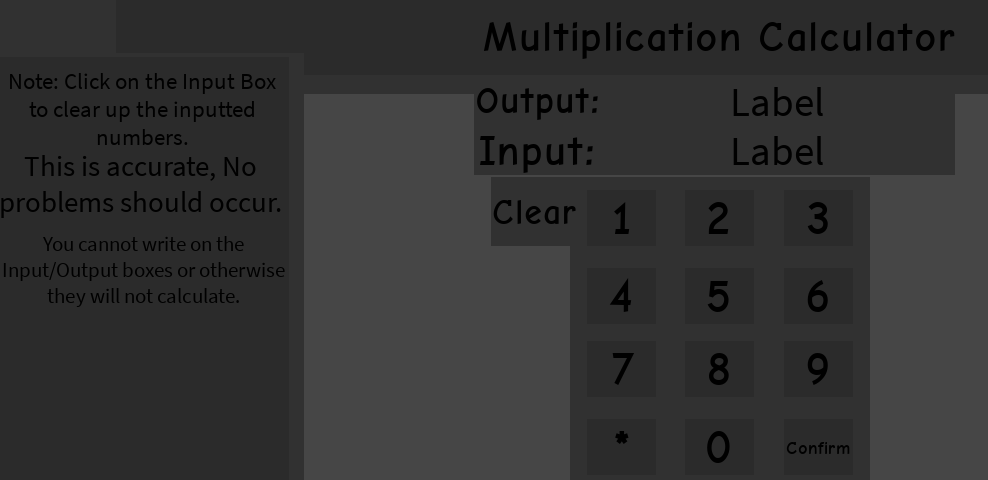 Multiplication Calculator
Note: Click on the Input Box
to clear up the inputted
numbers.
This is accurate, No
problems should occur.
You cannot write on the
Input/Output boxes or otherwise
they will not calculate.
Output: Label
Input: Label
Clear 1 2 3
4 5 6
7 8 9
* 0 Confirm